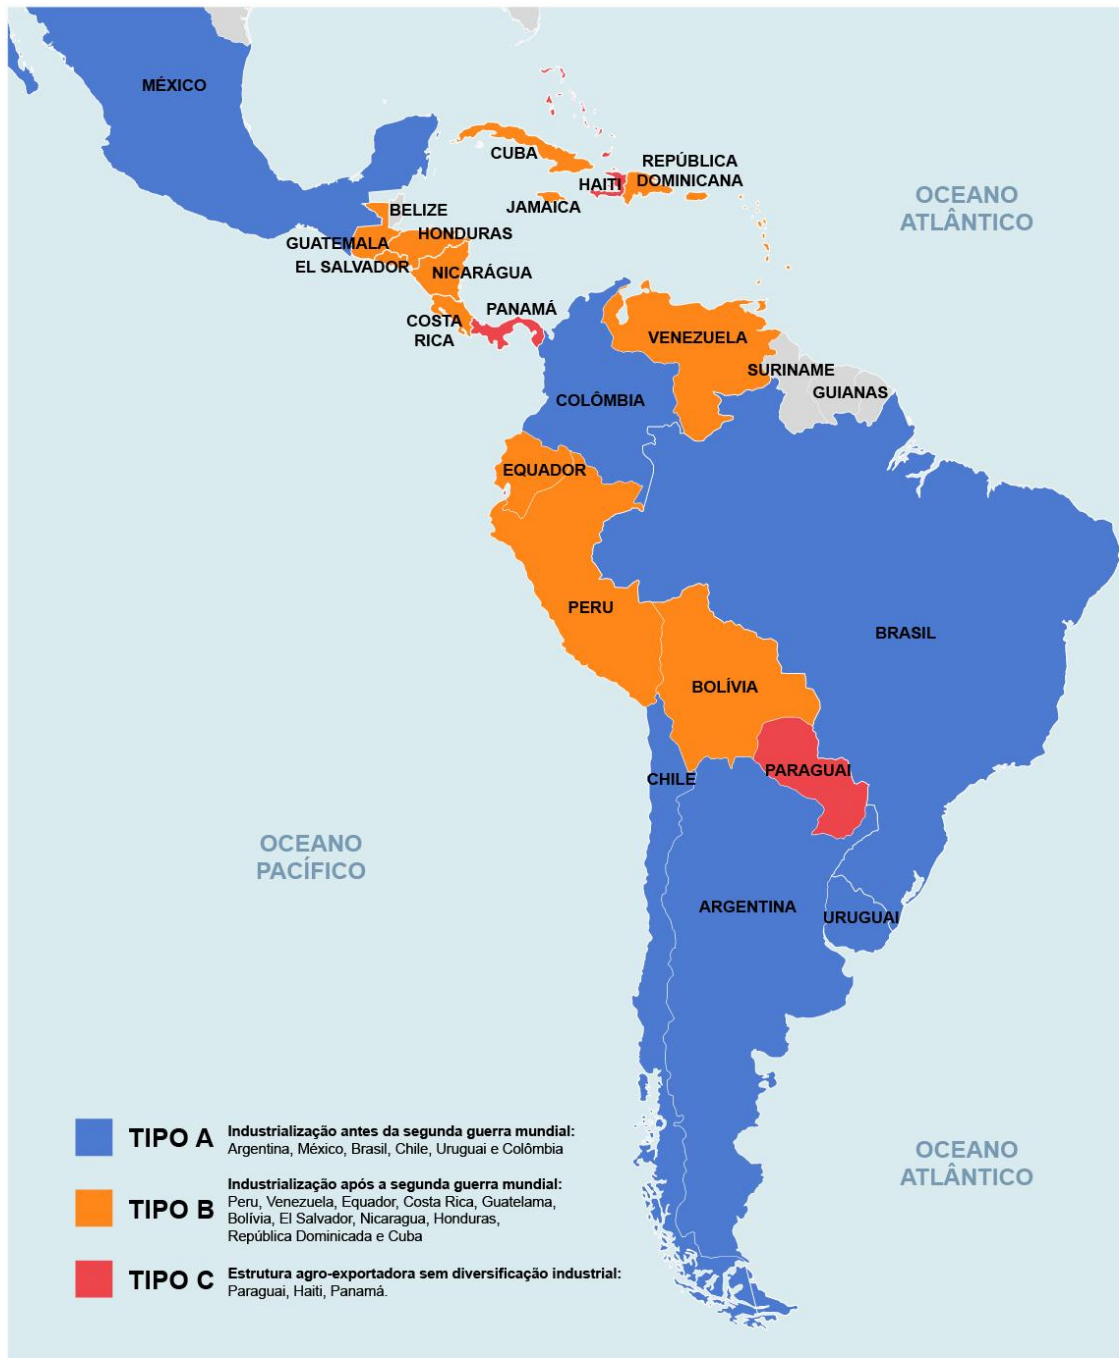 MÉXICO
CUBA
REPÚBLICA
DOMINICANA
HAITI
JAMAICA
BELIZE
HONDURAS
GUATEMALA
EL SALVADOR
NICARÁGUA
COSTA
RICA
PANAMÁ
OCEANO
ATLÂNTICO
VENEZUELA
SURINAME
GUIANAS
COLÔMBIA
EQUADOR
PERU
BRASIL
BOLÍVIA
PARAGUAI
CHILE
OCEANO
PACÍFICO
ARGENTINA
URUGUAI
OCEANO
ATLÂNTICO
TIPO A
Industrialização antes da segunda guerra mundial:
Argentina, México, Brasil, Chile, Uruguai e Colômbia
TIPO B
Industrialização após a segunda guerra mundial:
Peru, Venezuela, Equador, Costa Rica, Guatelama,
Bolívia, El Salvador, Nicaragua, Honduras,
República Dominicada e Cuba
TIPO C
Estrutura agro-exportadora sem diversificação industrial:
Paraguai, Haiti, Panamá.